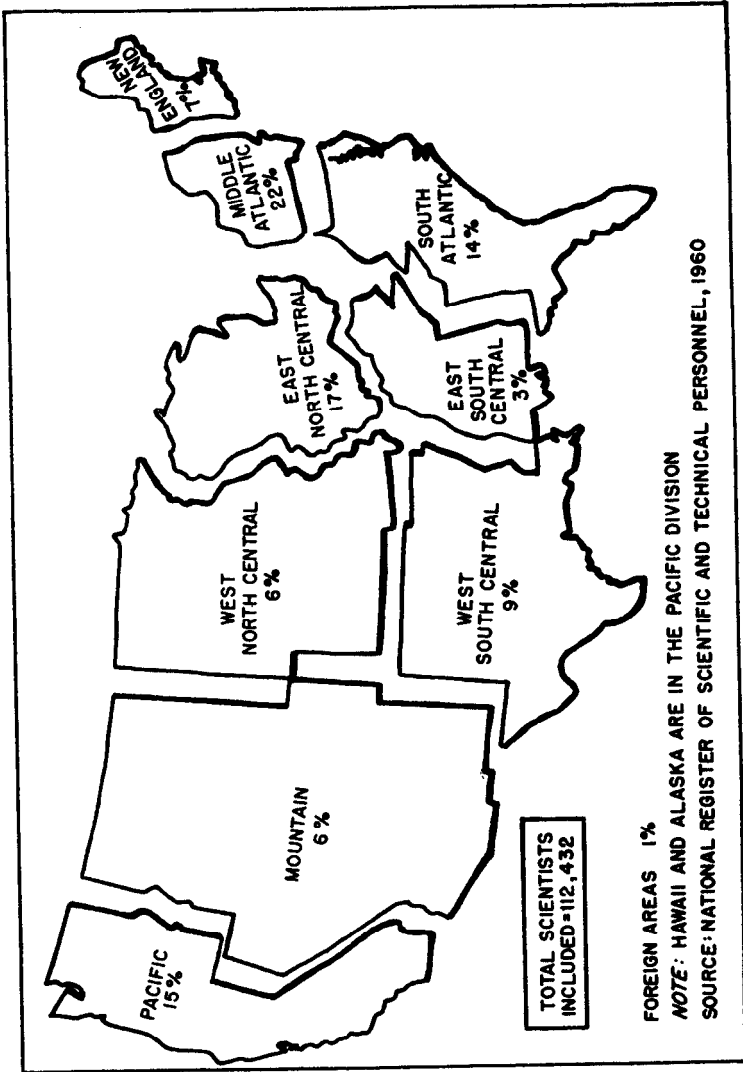 PACIFIC
15%
MOUNTAIN
6%
WEST
NORTH CENTRAL
6%
WEST
SOUTH CENTRAL
9%
EAST
NORTH CENTRAL
17%
EAST
SOUTH
CENTRAL
3%
MIDDLE
ATLANTIC
22%
SOUTH
ATLANTIC
14%
NEW
ENGLAND
7%
TOTAL SCIENTISTS
INCLUDED=112,432
FOREIGN AREAS 1%
NOTE: HAWAII AND ALASKA ARE IN THE PACIFIC DIVISION
SOURCE: NATIONAL REGISTER OF SCIENTIFIC AND TECHNICAL PERSONNEL, 1960